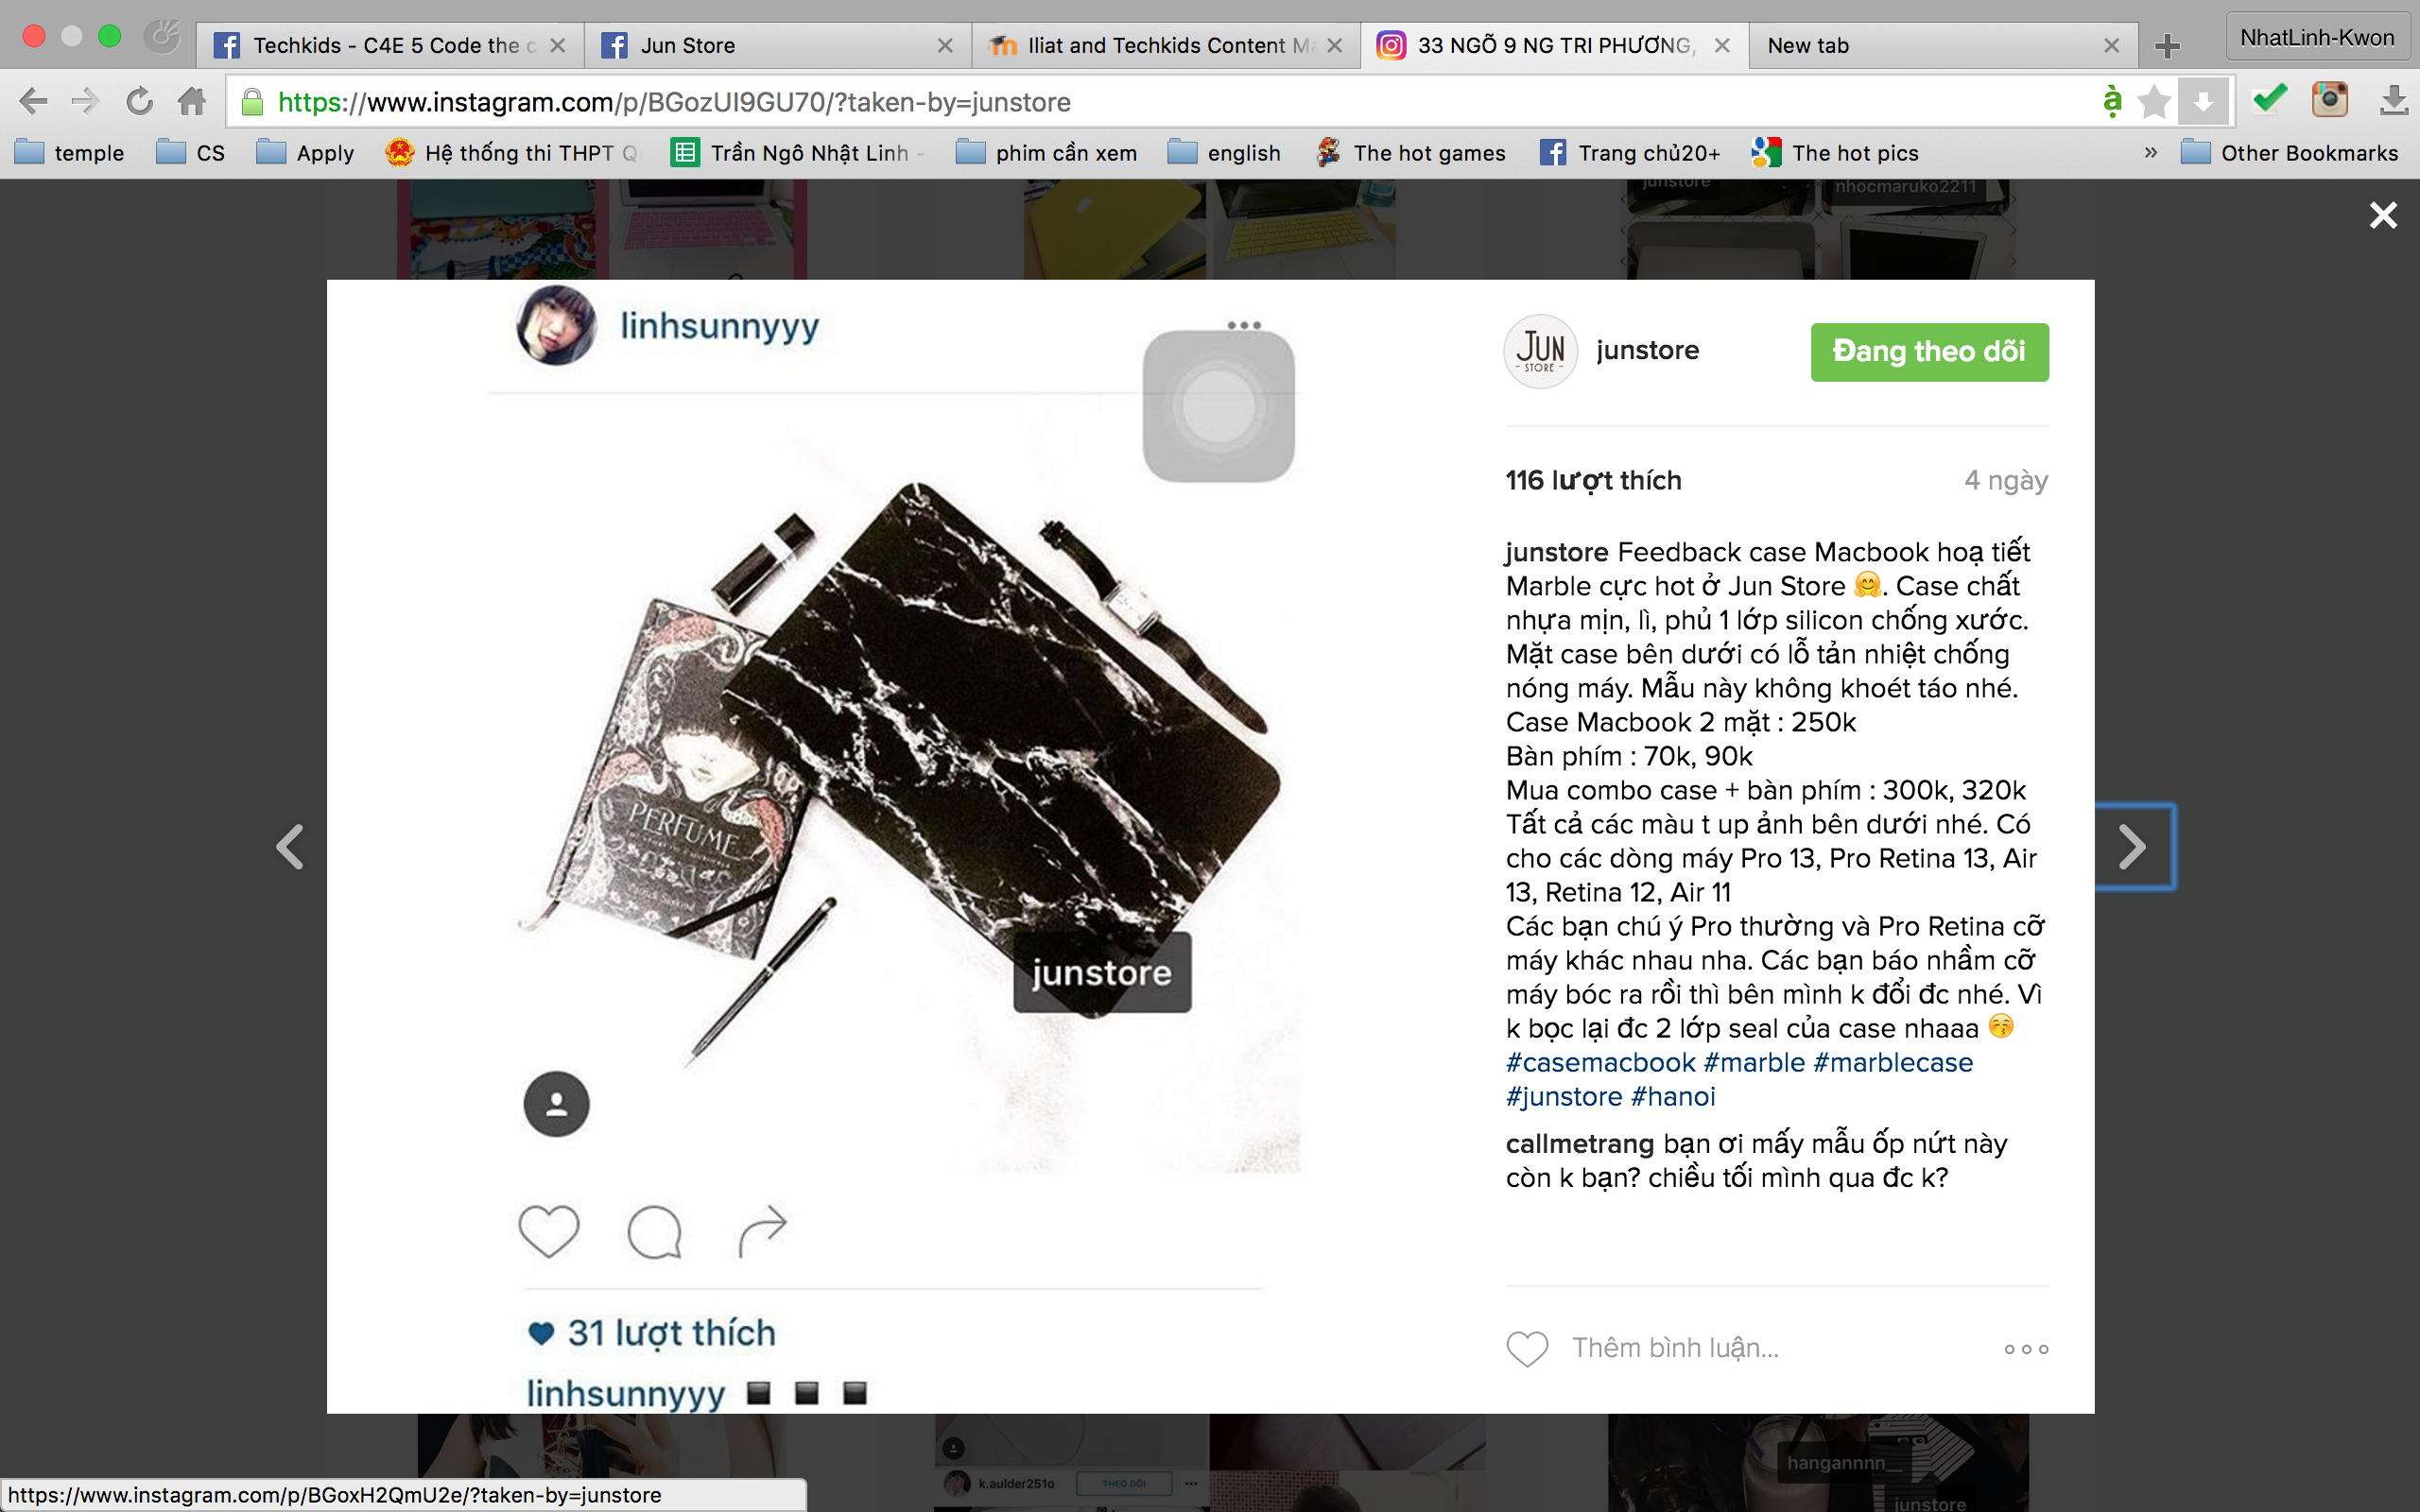 Techkids - C4E 5 Code the c
Jun Store
Iliat and Techkids Content Ma
33 NGÕ 9 NG TRI PHƯƠNG,
New tab
NhatLinh-Kwon
https://www.instagram.com/p/BGozUI9GU70/?taken-by=junstore
temple
CS
Apply
Hệ thống thi THPT Qu
Trần Ngô Nhật Linh -
phim cần xem
english
The hot games
Trang chủ20+
The hot pics
»
Other Bookmarks
junstore
nhocmaruko2211
linhsunnyyy
PERFUME
junstore
31 lượt thích
linhsunnyyy
JUN
- STORE -
junstore
Đang theo dõi
116 lượt thích
4 ngày
junstore Feedback case Macbook hoạ tiết
Marble cực hot ở Jun Store 🤗. Case chất
nhựa mịn, lì, phủ 1 lớp silicon chống xước.
Mặt case bên dưới có lỗ tản nhiệt chống
nóng máy. Mẫu này không khoét táo nhé.
Case Macbook 2 mặt : 250k
Bàn phím : 70k, 90k
Mua combo case + bàn phím : 300k, 320k
Tất cả các màu t up ảnh bên dưới nhé. Có
cho các dòng máy Pro 13, Pro Retina 13, Air
13, Retina 12, Air 11
Các bạn chú ý Pro thường và Pro Retina cỡ
máy khác nhau nha. Các bạn báo nhầm cỡ
máy bóc ra rồi thì bên mình k đổi đc nhé. Vì
k bọc lại đc 2 lớp seal của case nhaaa 😚
#casemacbook #marble #marblecase
#junstore #hanoi
callmetrang bạn ơi mấy mẫu ốp nứt này
còn k bạn? chiều tối mình qua đc k?
Thêm bình luận...
k.aulder251o
THEO DÕI
hangannnn_
junstore
https://www.instagram.com/p/BGoxH2QmU2e/?taken-by=junstore